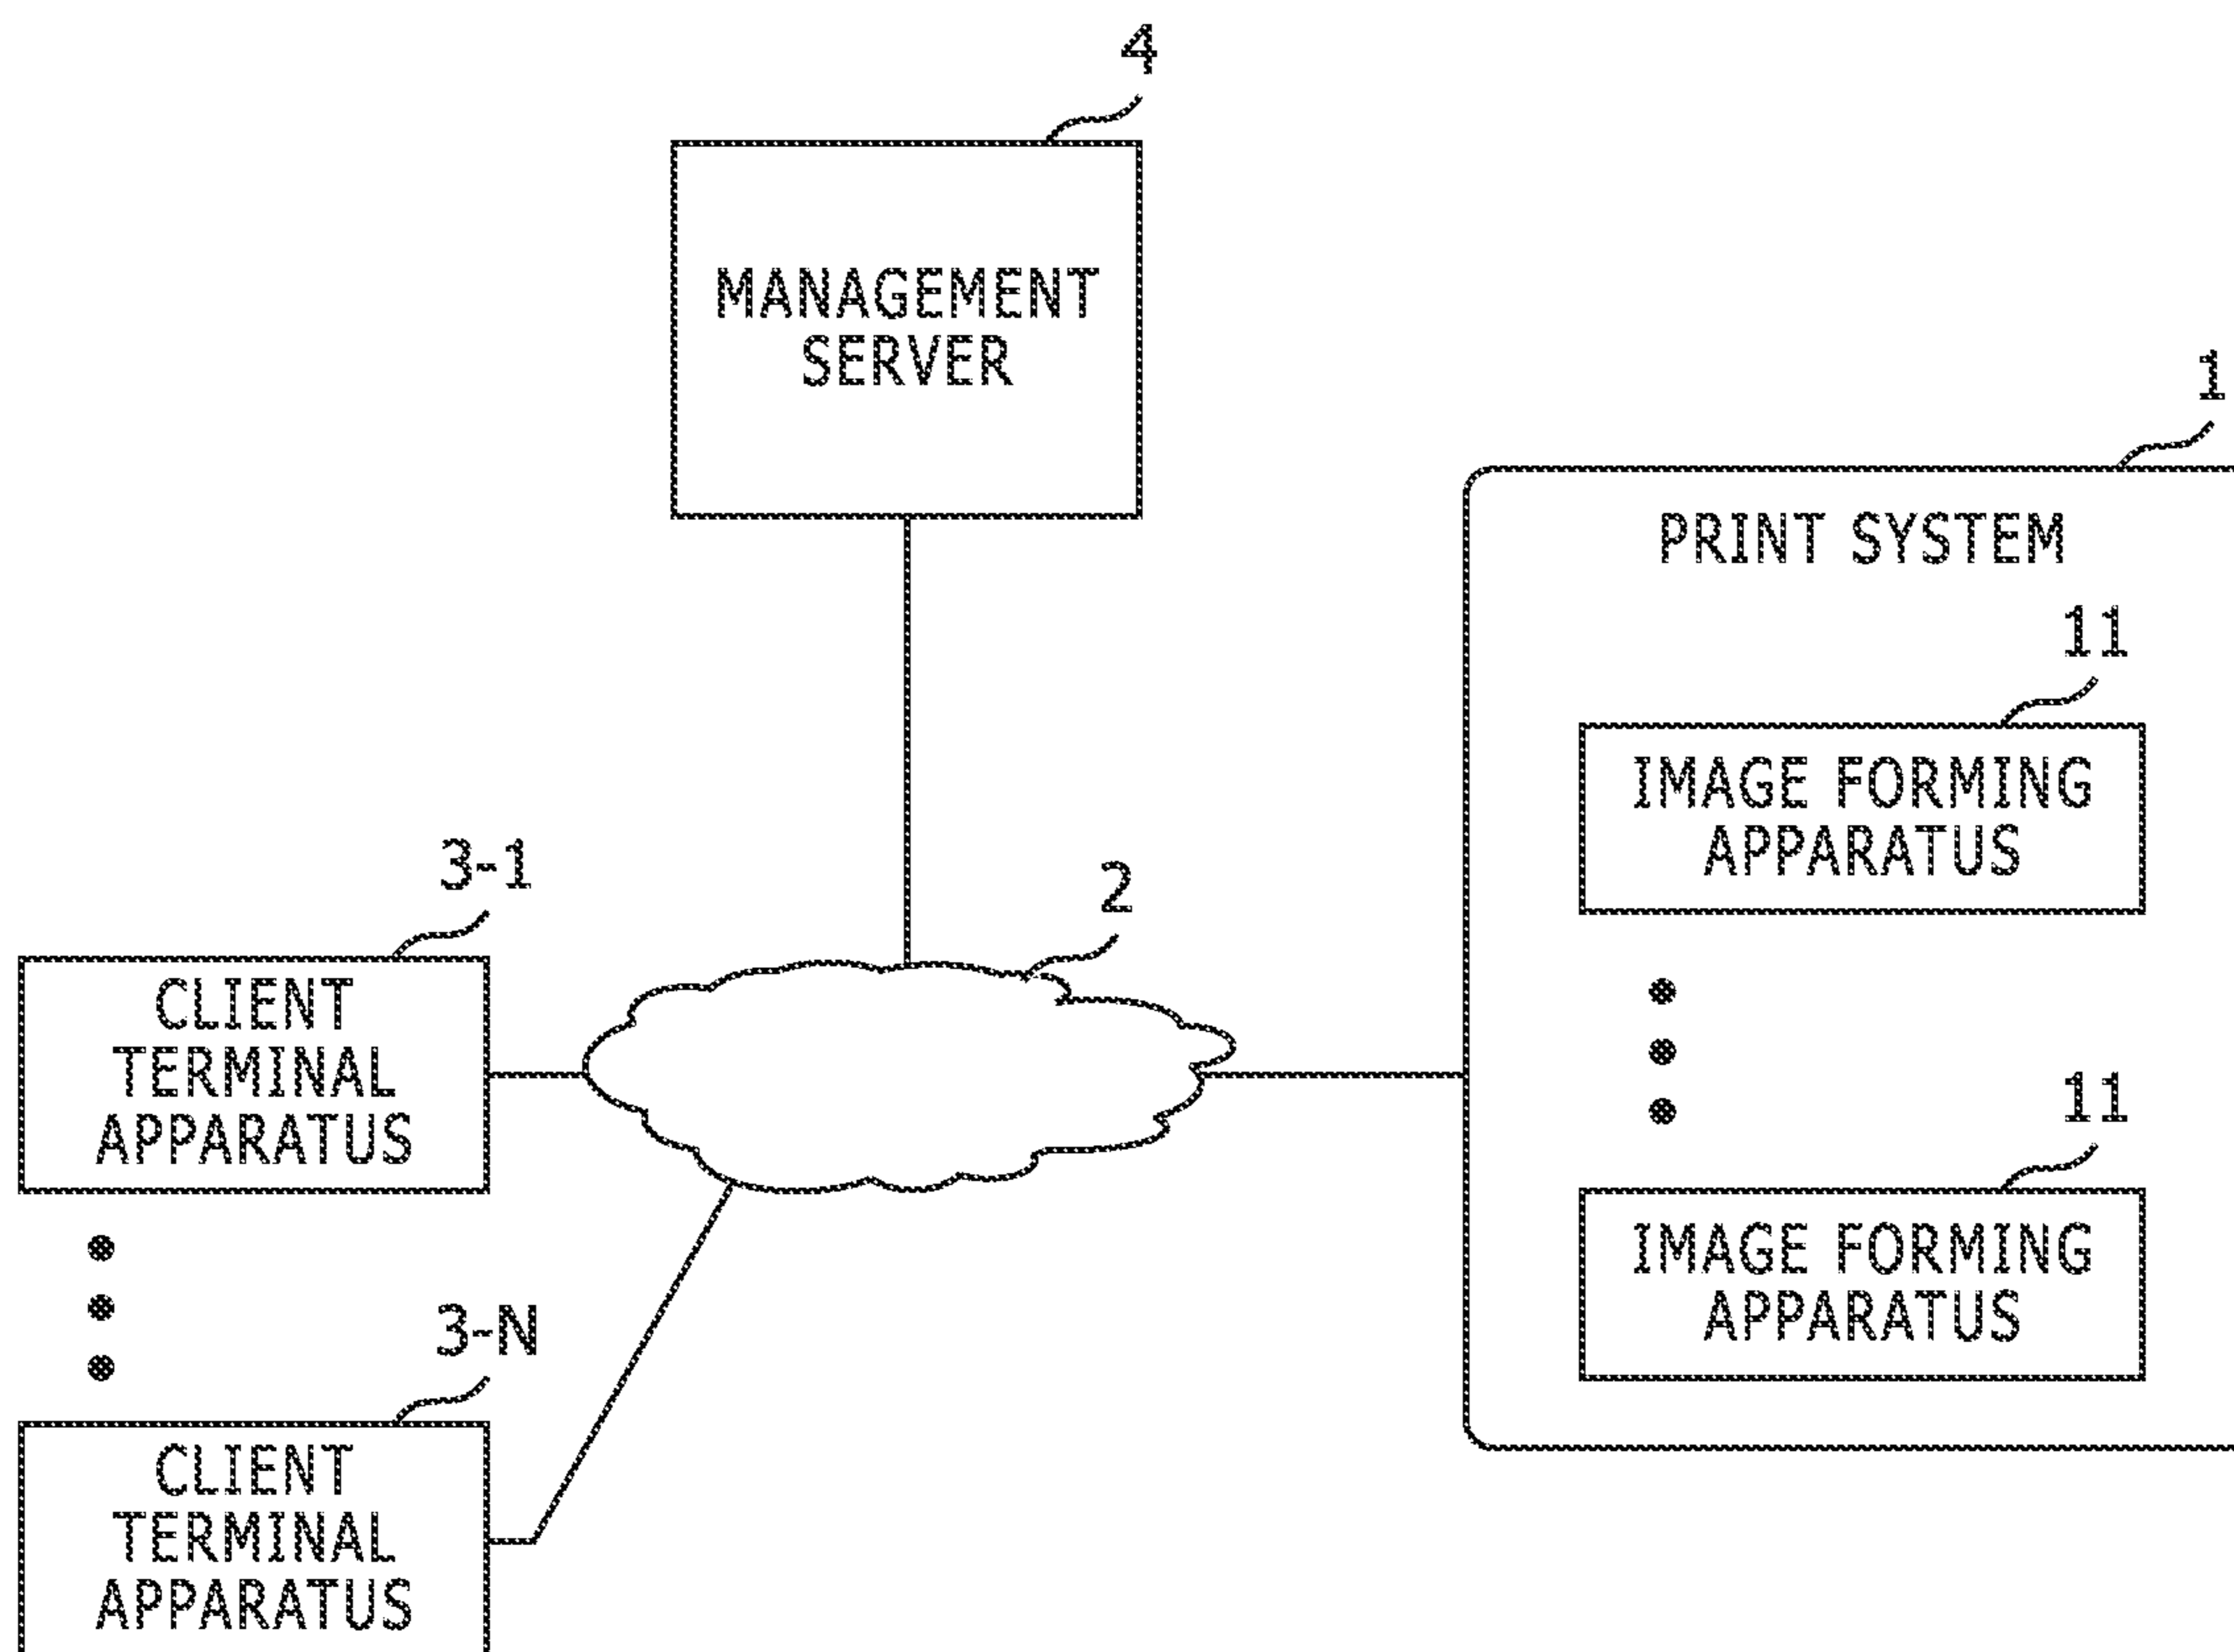 4
MANAGEMENT
SERVER
1
PRINT SYSTEM
11
IMAGE FORMING
APPARATUS
3-1
2
CLIENT
TERMINAL
APPARATUS
11
IMAGE FORMING
APPARATUS
3-N
CLIENT
TERMINAL
APPARATUS